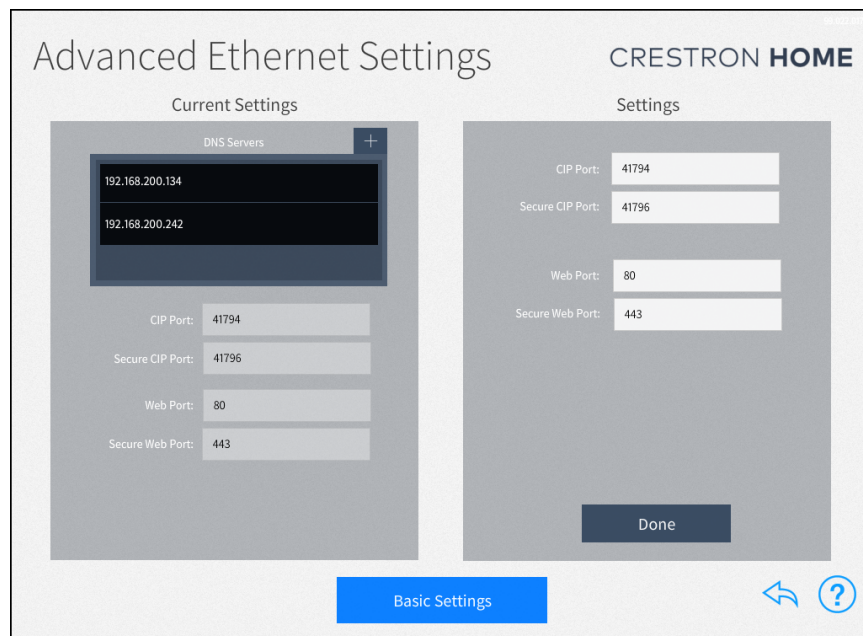 Advanced Ethernet Settings
CRESTRON HOME
Current Settings
DNS Servers
+
192.168.200.134
192.168.200.242
CIP Port: 41794
Secure CIP Port: 41796
Web Port: 80
Secure Web Port: 443
Settings
CIP Port: 41794
Secure CIP Port: 41796
Web Port: 80
Secure Web Port: 443
Done
Basic Settings
?